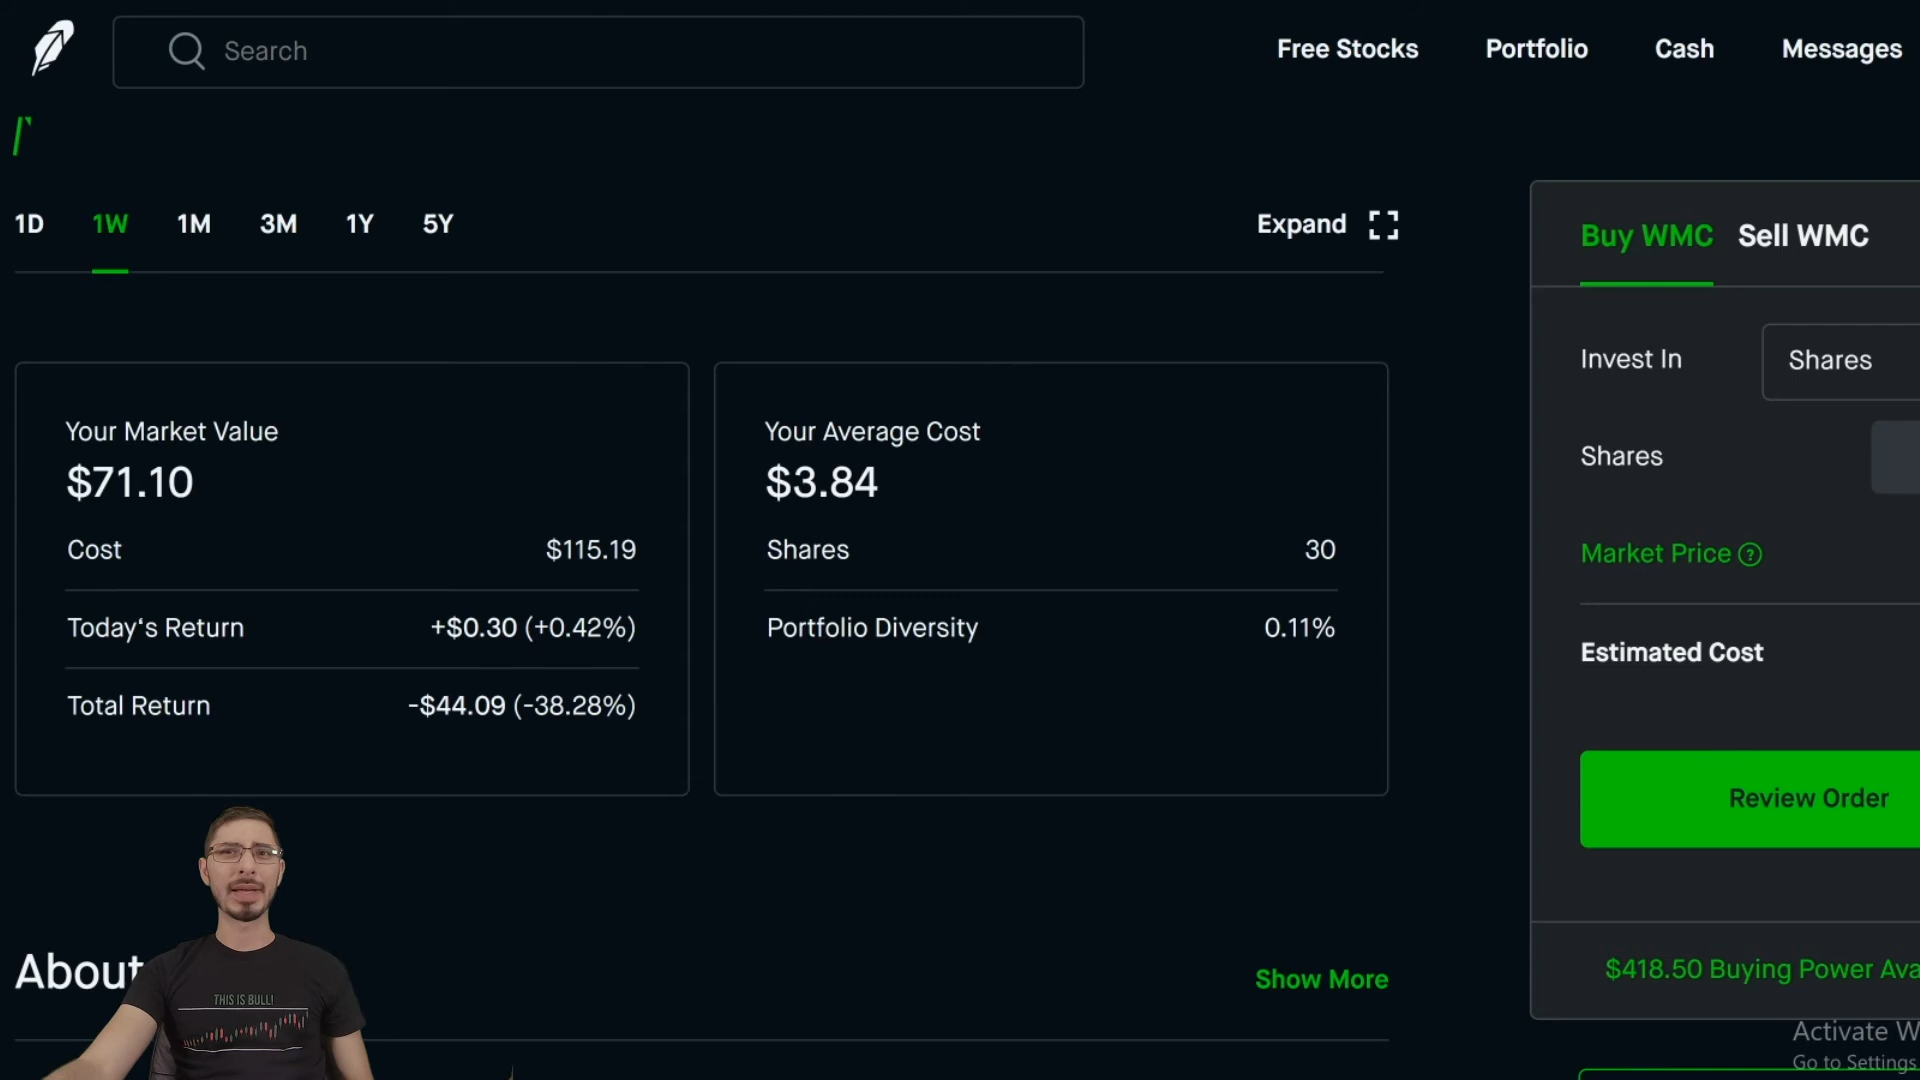 Search
Free Stocks
Portfolio
Cash
Messages
1D
1W
1M
3M
1Y
5Y
Expand
Buy WMC
Sell WMC
Invest In
Shares
Shares
Market Price ?
Estimated Cost
Review Order
$418.50 Buying Power Ava
Your Market Value
$71.10
Cost
$115.19
Today's Return
+$0.30 (+0.42%)
Total Return
-$44.09 (-38.28%)
Your Average Cost
$3.84
Shares
30
Portfolio Diversity
0.11%
About
Show More
THIS IS BULL!
Activate W
Go to Settings